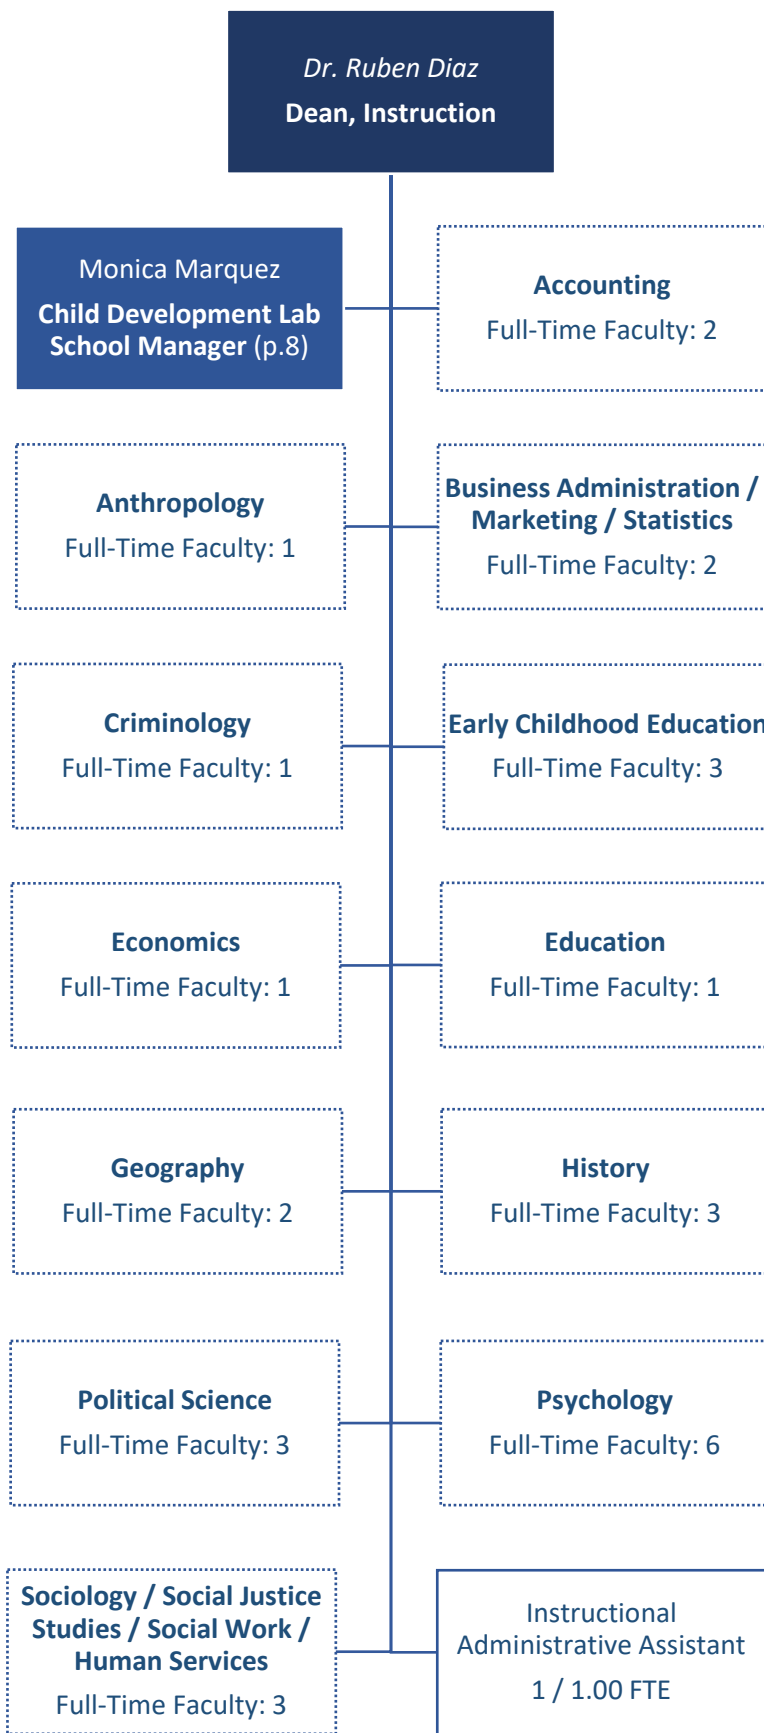 Dr. Ruben Diaz
Dean, Instruction
Monica Marquez
Child Development Lab
School Manager (p.8)
Accounting
Full-Time Faculty: 2
Anthropology
Full-Time Faculty: 1
Business Administration /
Marketing / Statistics
Full-Time Faculty: 2
Criminology
Full-Time Faculty: 1
Early Childhood Education
Full-Time Faculty: 3
Economics
Full-Time Faculty: 1
Education
Full-Time Faculty: 1
Geography
Full-Time Faculty: 2
History
Full-Time Faculty: 3
Political Science
Full-Time Faculty: 3
Psychology
Full-Time Faculty: 6
Sociology / Social Justice
Studies / Social Work /
Human Services
Full-Time Faculty: 3
Instructional
Administrative Assistant
1 / 1.00 FTE